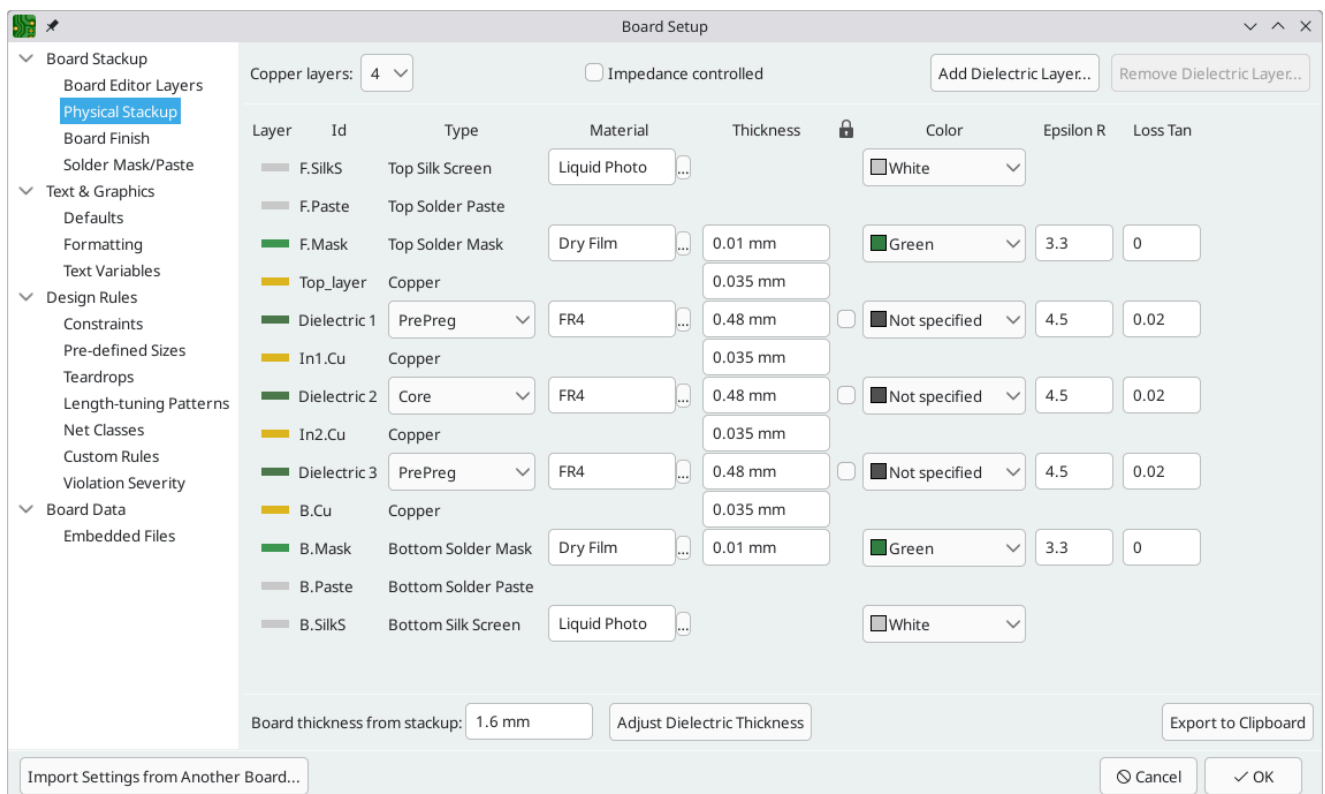 Board Setup
Board Stackup
Board Editor Layers
Physical Stackup
Board Finish
Solder Mask/Paste
Text & Graphics
Defaults
Formatting
Text Variables
Design Rules
Constraints
Pre-defined Sizes
Teardrops
Length-tuning Patterns
Net Classes
Custom Rules
Violation Severity
Board Data
Embedded Files
Copper layers: 4 Impedance controlled Add Dielectric Layer... Remove Dielectric Layer...
Layer Id Type Material Thickness Color Epsilon R Loss Tan
F.SilkS Top Silk Screen Liquid Photo ... White
F.Paste Top Solder Paste
F.Mask Top Solder Mask Dry Film ... 0.01 mm Green 3.3 0
Top_layer Copper 0.035 mm
Dielectric 1 PrePreg FR4 ... 0.48 mm Not specified 4.5 0.02
In1.Cu Copper 0.035 mm
Dielectric 2 Core FR4 ... 0.48 mm Not specified 4.5 0.02
In2.Cu Copper 0.035 mm
Dielectric 3 PrePreg FR4 ... 0.48 mm Not specified 4.5 0.02
B.Cu Copper 0.035 mm
B.Mask Bottom Solder Mask Dry Film ... 0.01 mm Green 3.3 0
B.Paste Bottom Solder Paste
B.SilkS Bottom Silk Screen Liquid Photo ... White
Board thickness from stackup: 1.6 mm Adjust Dielectric Thickness Export to Clipboard
Import Settings from Another Board... Cancel OK